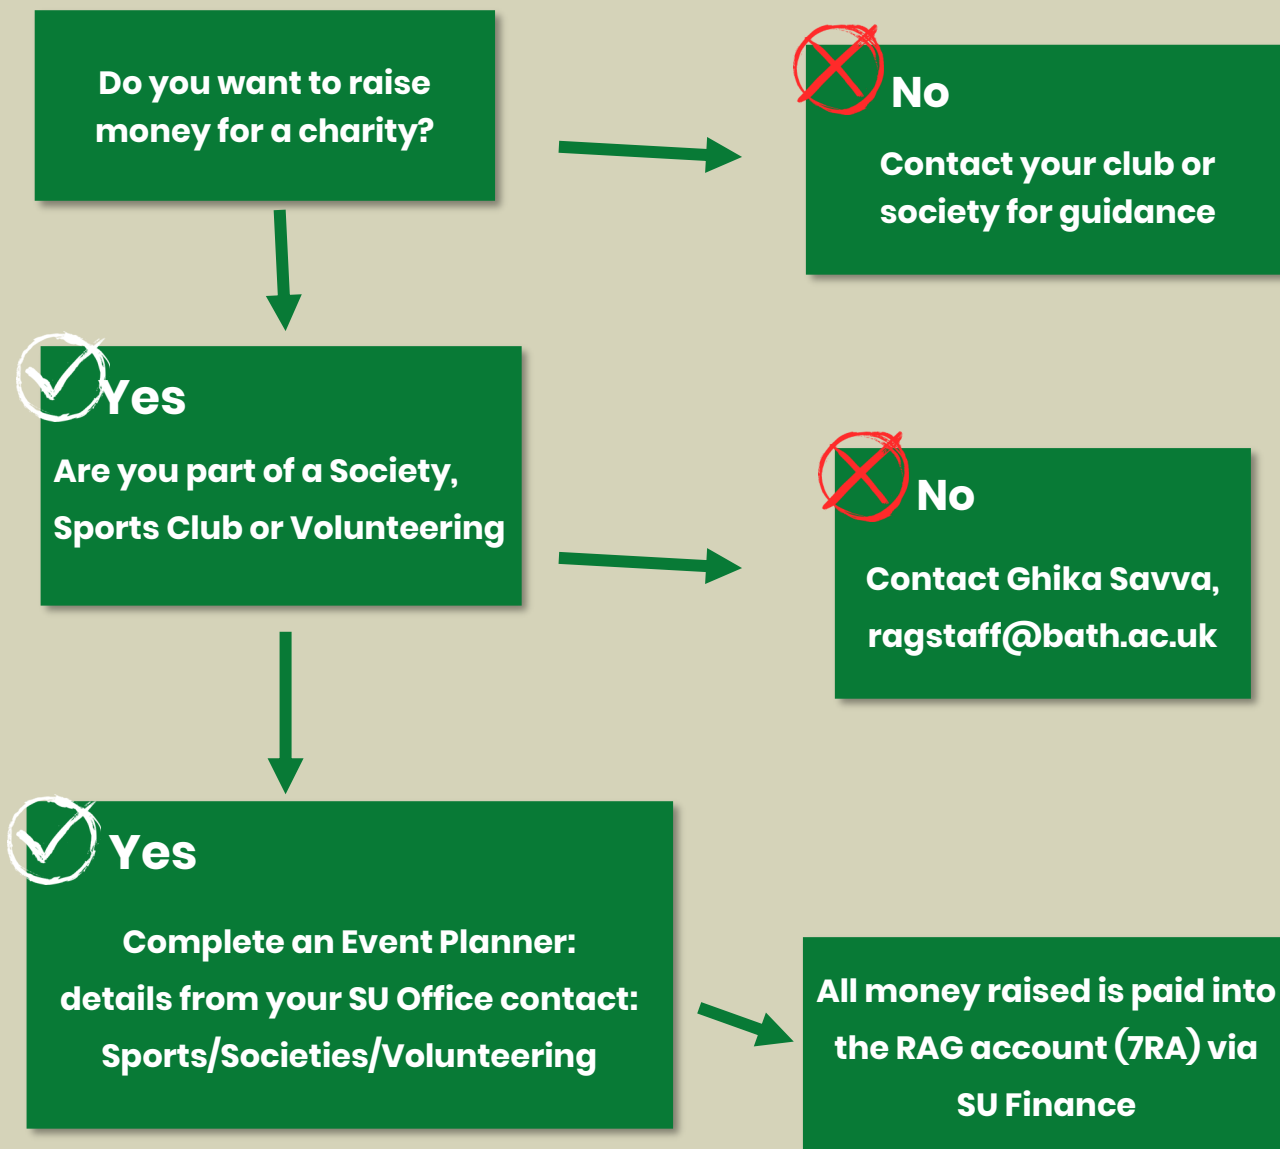 Do you want to raise
money for a charity?
No
Contact your club or
society for guidance
Yes
Are you part of a Society,
Sports Club or Volunteering
No
Contact Ghika Savva,
ragstaff@bath.ac.uk
Yes
Complete an Event Planner:
details from your SU Office contact:
Sports/Societies/Volunteering
All money raised is paid into
the RAG account (7RA) via
SU Finance